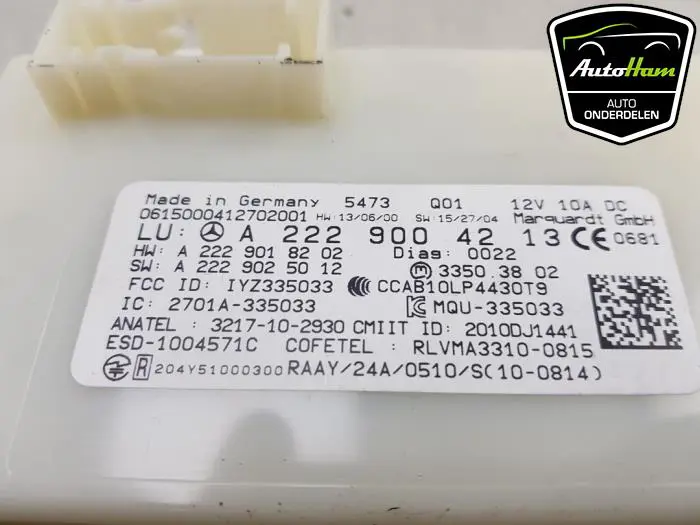 AutoHam
AUTO
ONDERDELEN
Made in Germany 5473 Q01 12V 10A DC
0615000412702001 HW:13/06/00 SW:15/27/04 Marquardt GmbH
LU: A 222 900 42 13 CE 0681
HW: A 222 901 82 02 Diag: 0022
SW: A 222 902 50 12 m 3350.38 02
FCC ID: IYZ335033 CCAB10LP4430T9
IC: 2701A-335033 MQU-335033
ANATEL : 3217-10-2930 CMIIT ID: 2010DJ1441
ESD-1004571C COFETEL : RLVMA3310-0815
R 204Y51000300 RAAY/24A/0510/S(10-0814)